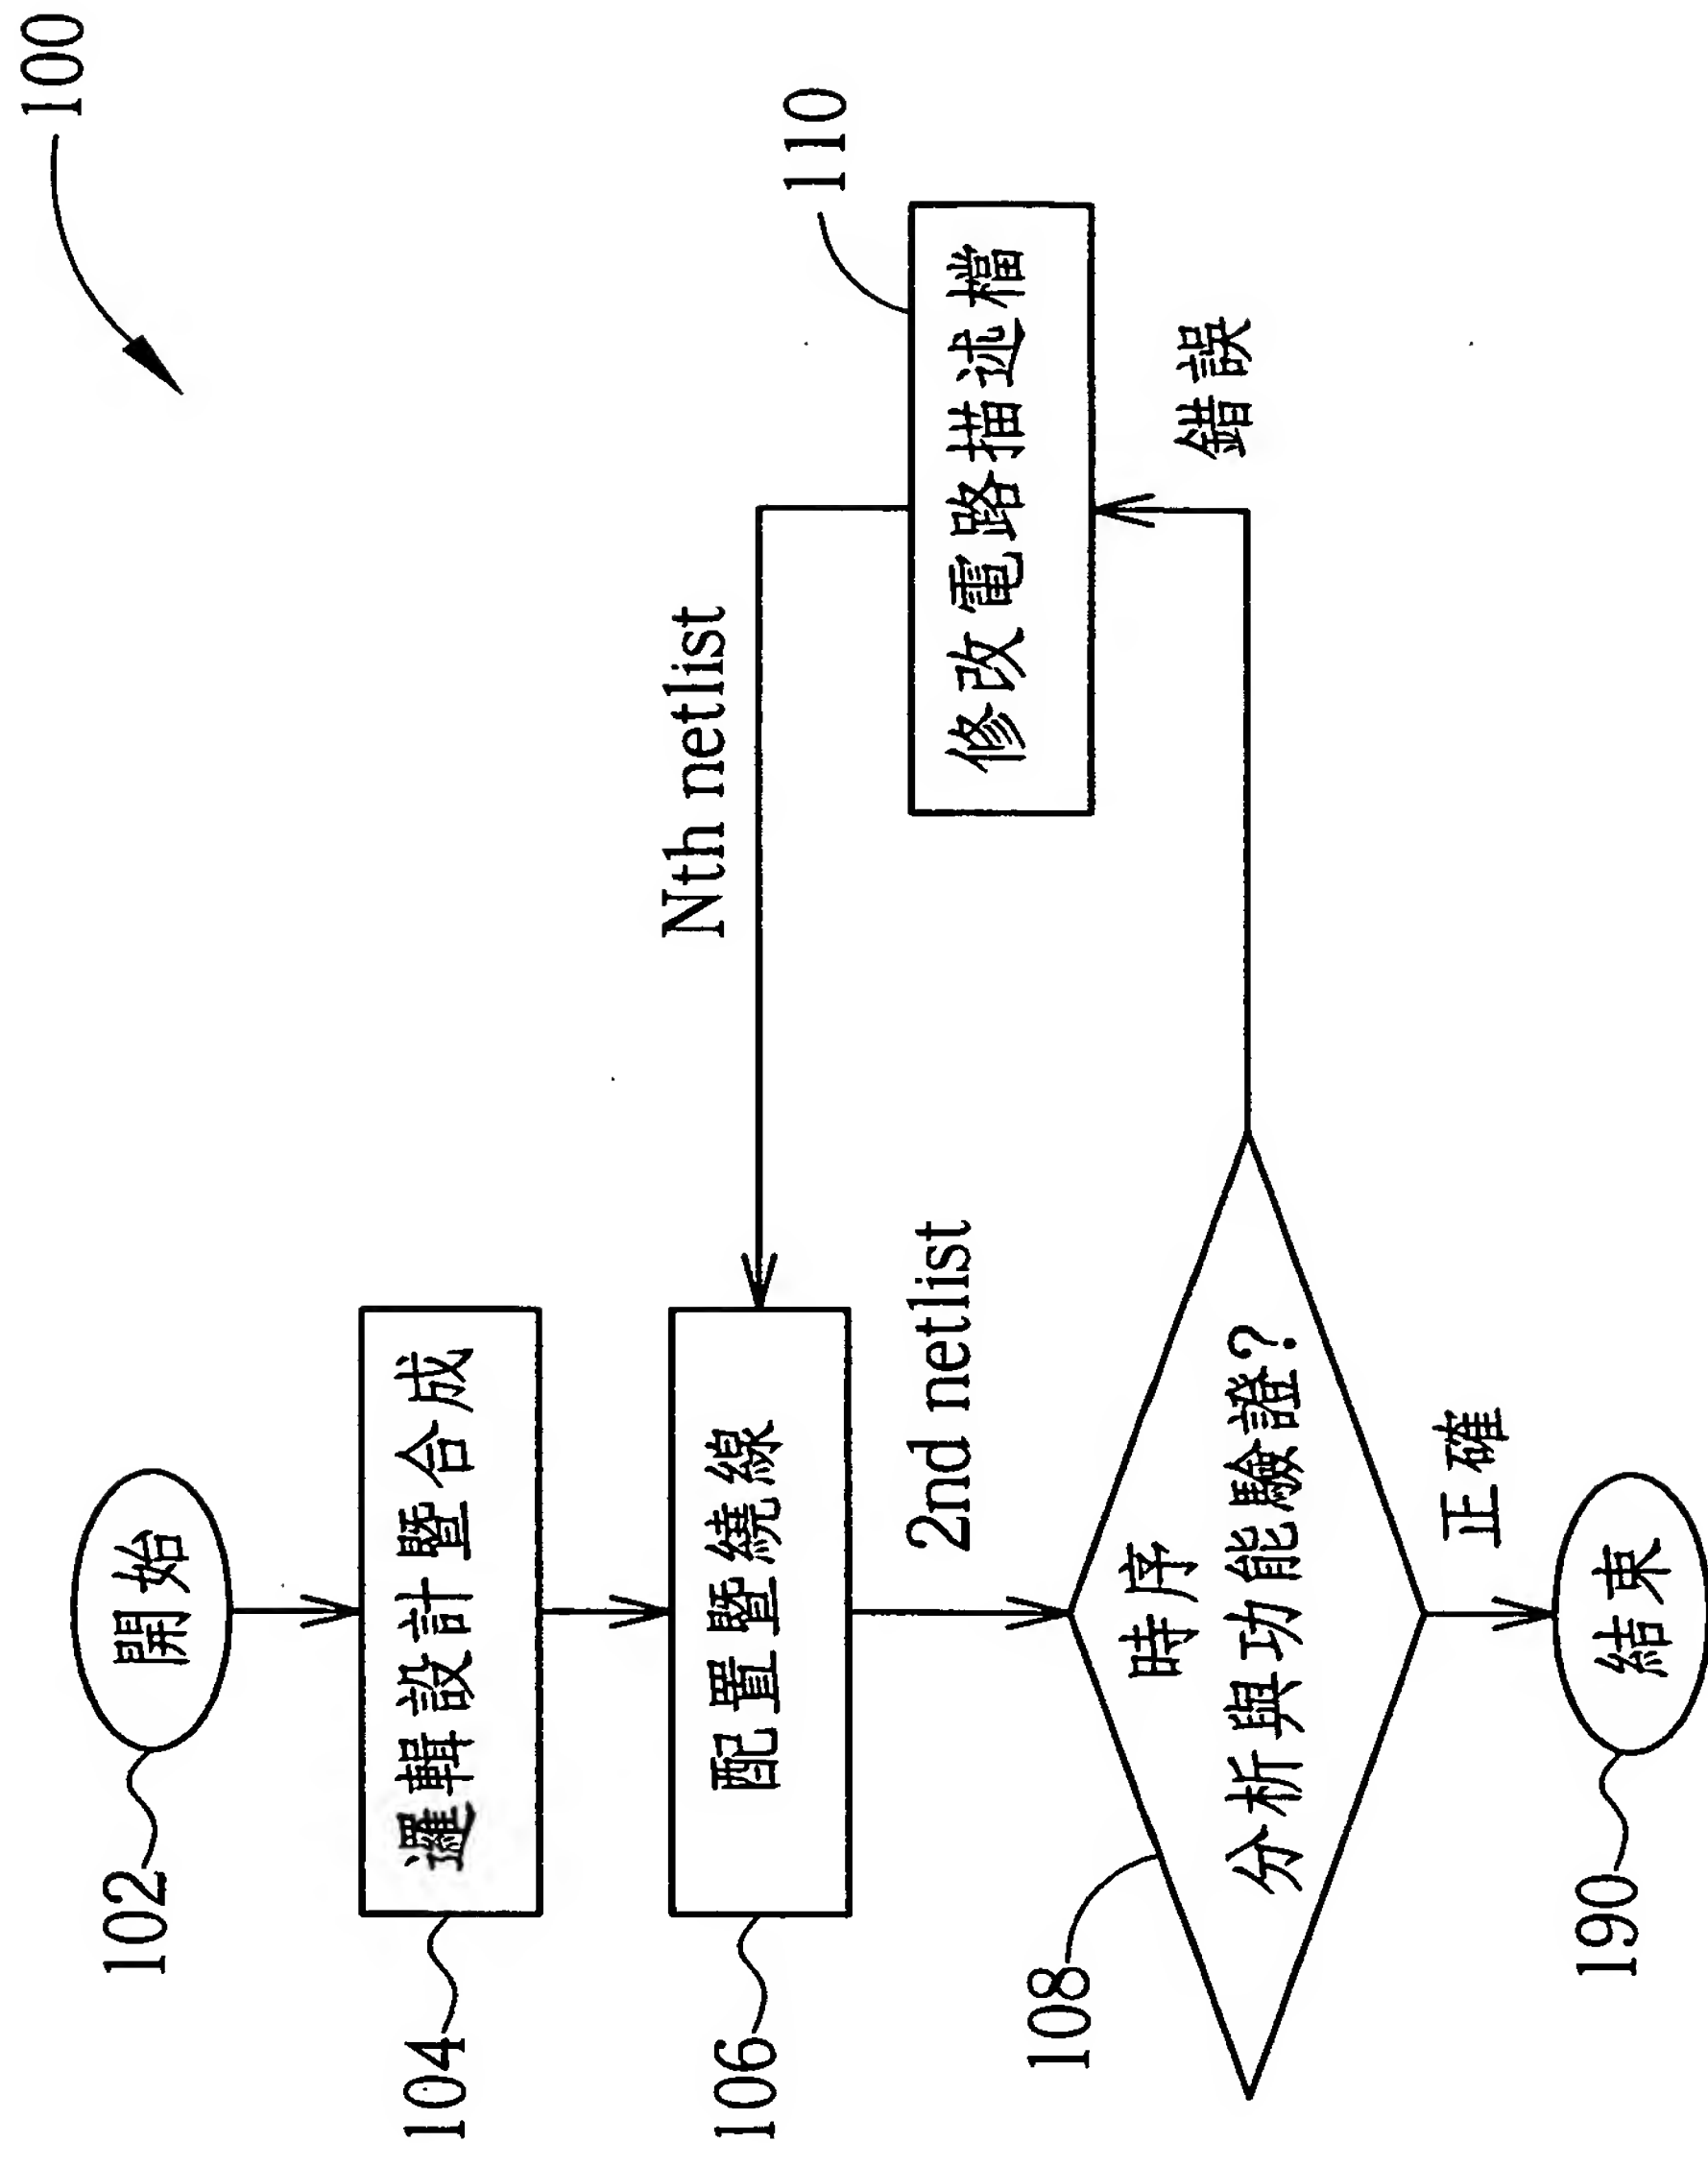 100
102
開始
104
邏輯設計暨合成
106
配置暨繞線
Nth netlist
110
修改電路描述檔
2nd netlist
108
時序
分析與功能驗證?
錯誤
正確
190
結束